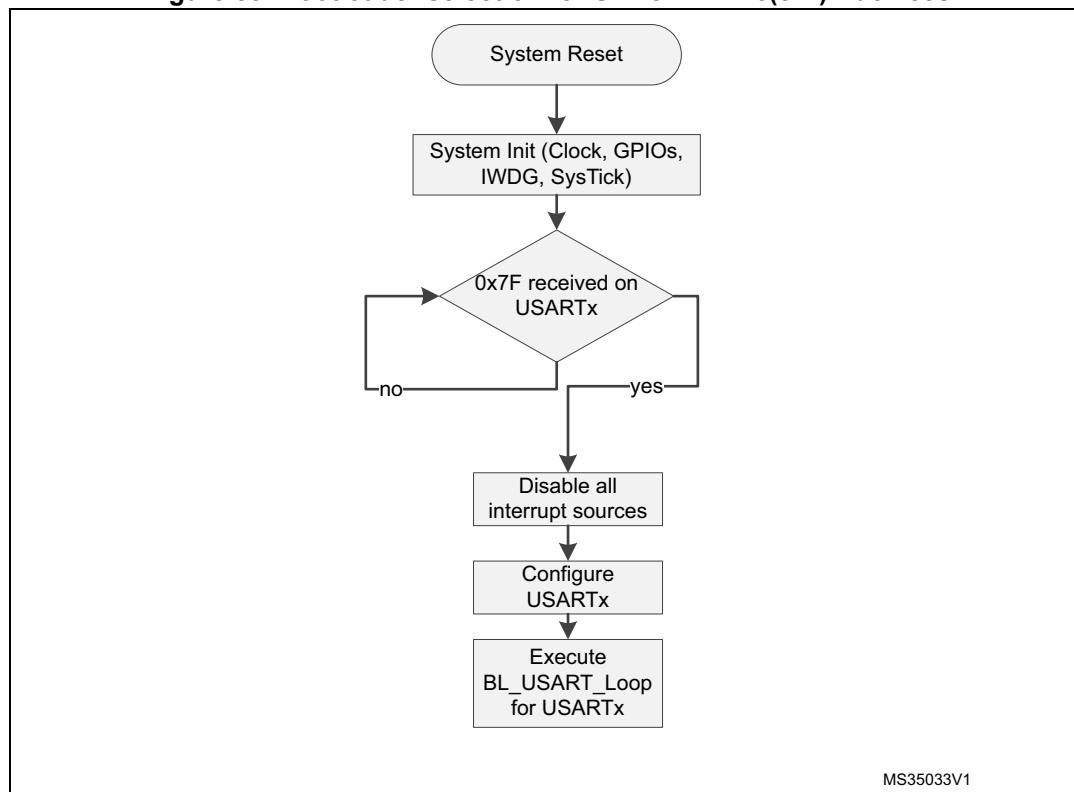 System Reset
System Init (Clock, GPIOs,
IWDG, SysTick)
0x7F received on
USARTx
no
yes
Disable all
interrupt sources
Configure
USARTx
Execute
BL_USART_Loop
for USARTx
MS35033V1